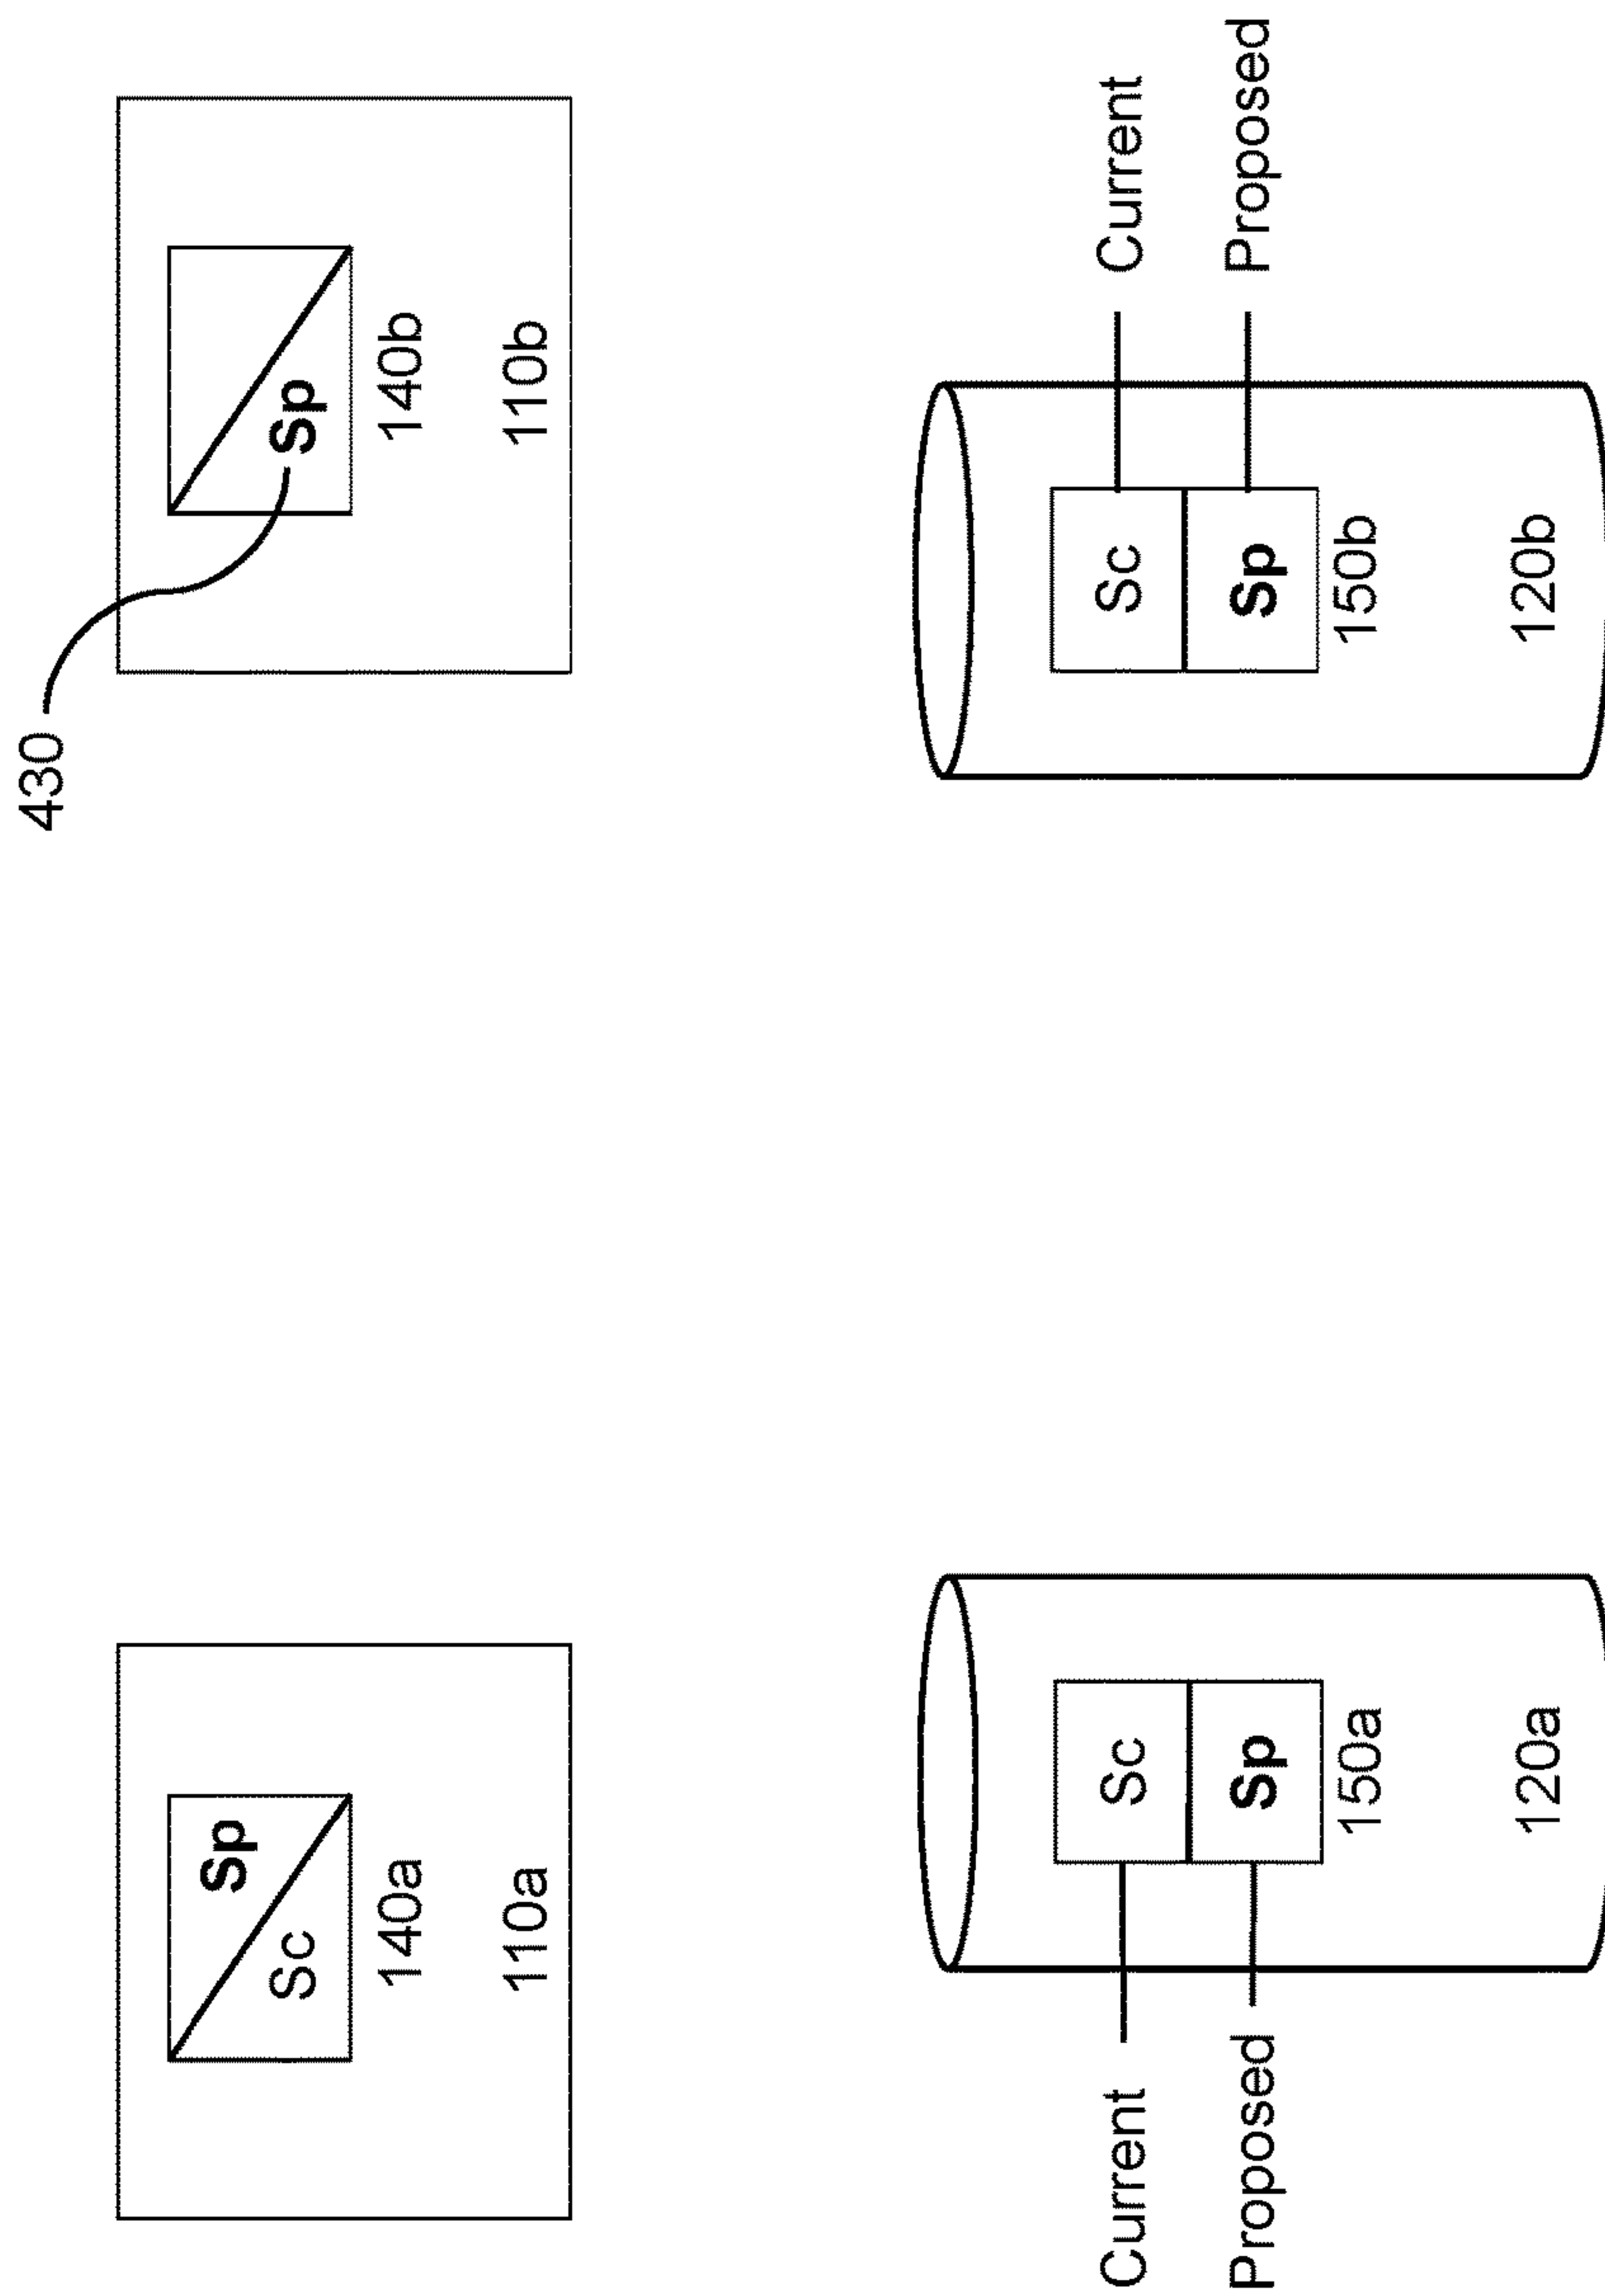 430
Sp
Sc
140a
110a
Sp
140b
110b
Current
Proposed
Sc
Sp
150a
120a
Sc
Sp
150b
120b
Current
Proposed